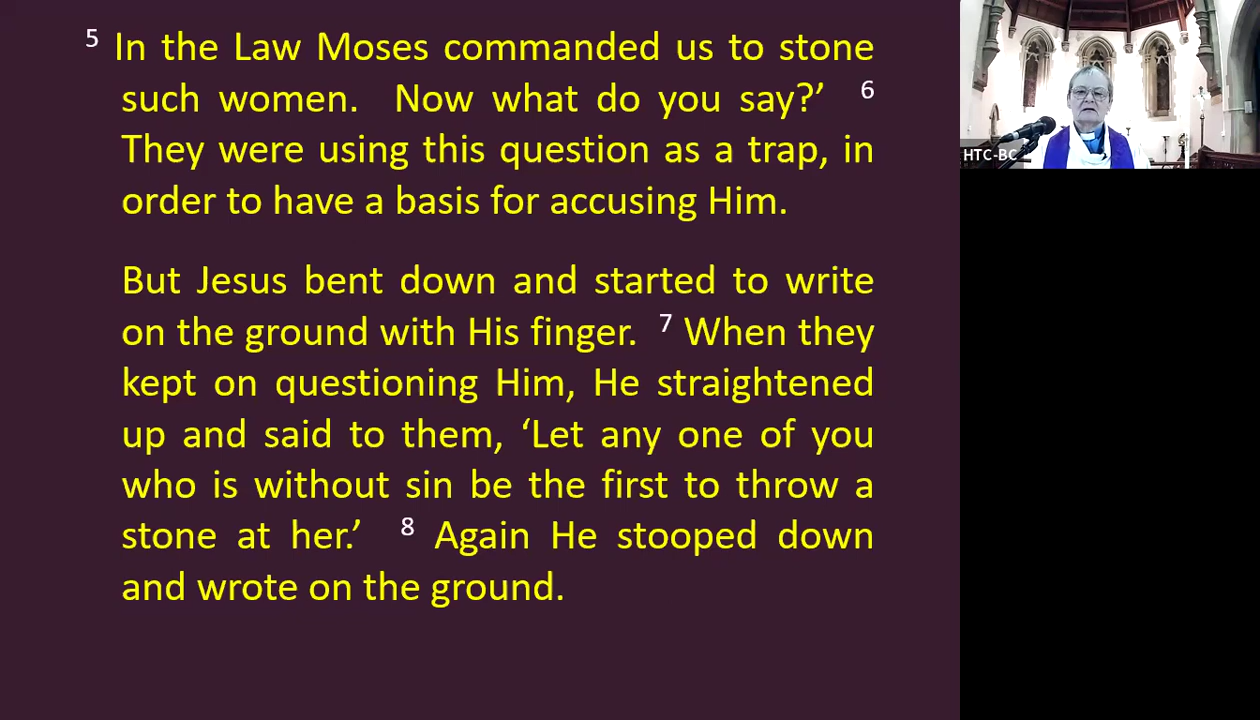 5 In the Law Moses commanded us to stone
such women. Now what do you say?’ 6
They were using this question as a trap, in
order to have a basis for accusing Him.
But Jesus bent down and started to write
on the ground with His finger. 7 When they
kept on questioning Him, He straightened
up and said to them, ‘Let any one of you
who is without sin be the first to throw a
stone at her.’ 8 Again He stooped down
and wrote on the ground.
HTC-BC